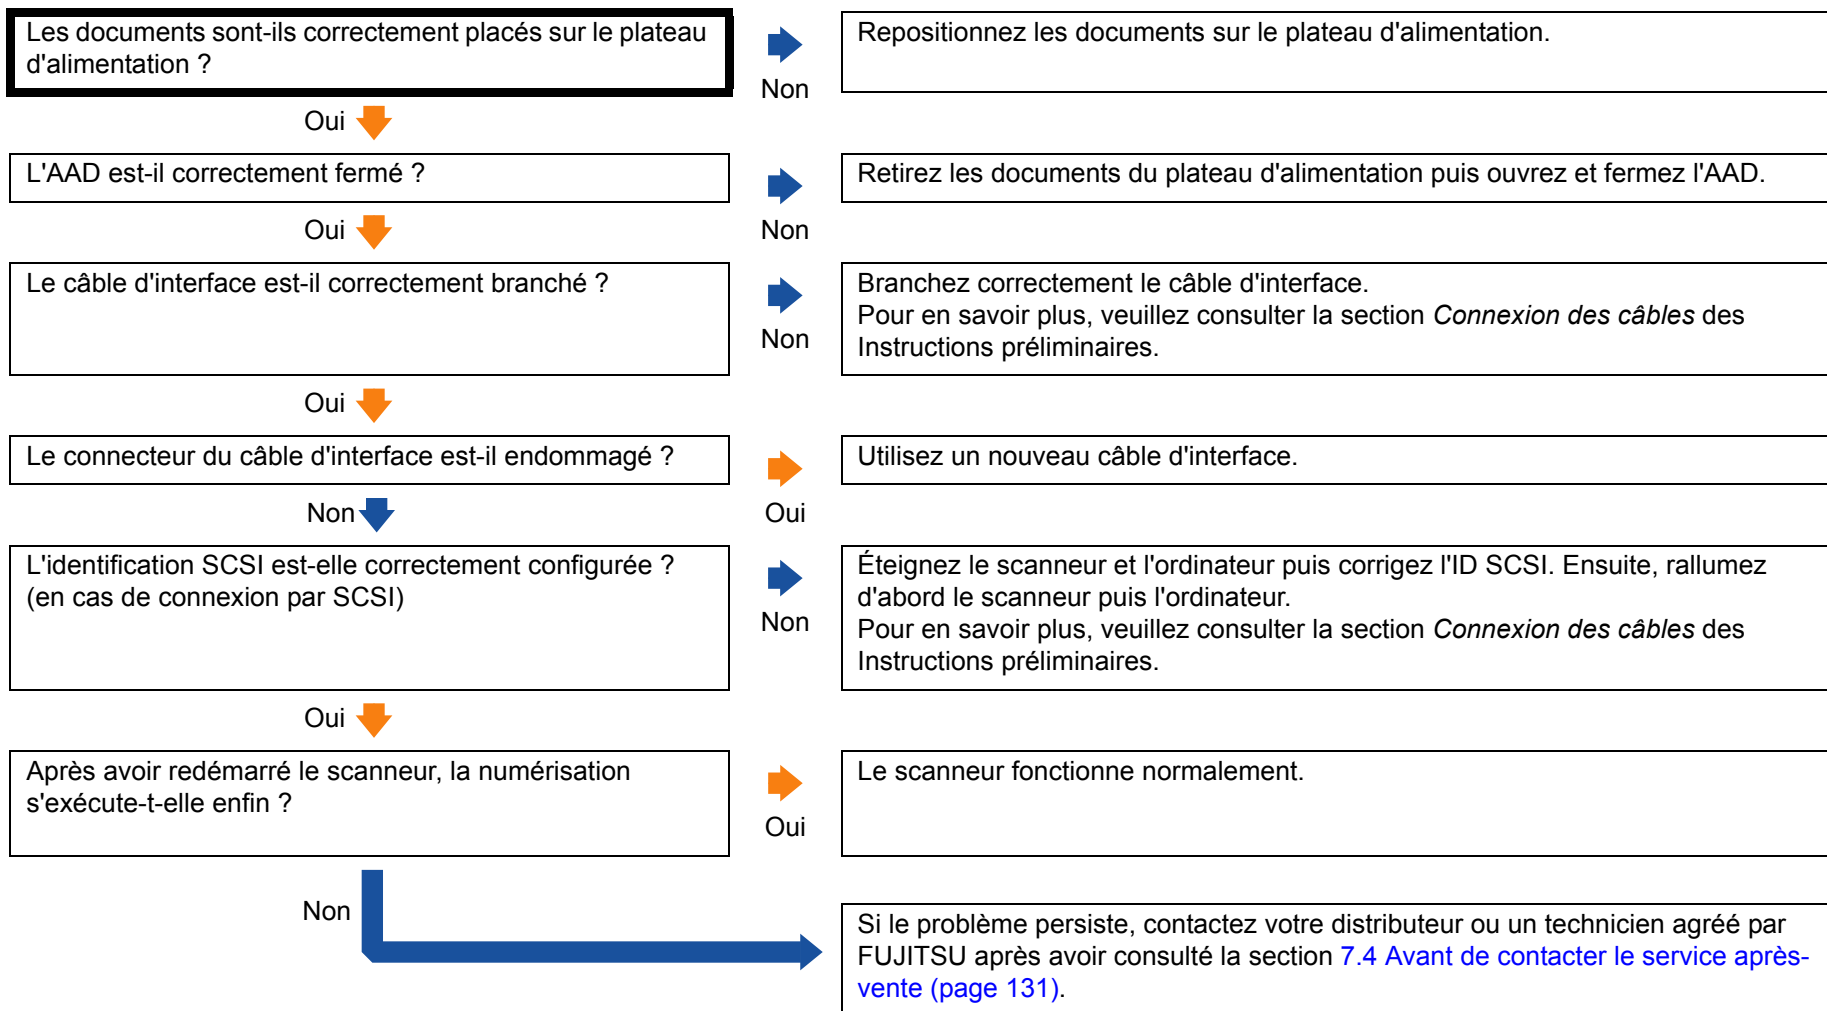 Les documents sont-ils correctement placés sur le plateau
d'alimentation ?
Non
Repositionnez les documents sur le plateau d'alimentation.
Oui
L'AAD est-il correctement fermé ?
Non
Retirez les documents du plateau d'alimentation puis ouvrez et fermez l'AAD.
Oui
Le câble d'interface est-il correctement branché ?
Non
Branchez correctement le câble d'interface.
Pour en savoir plus, veuillez consulter la section Connexion des câbles des
Instructions préliminaires.
Oui
Le connecteur du câble d'interface est-il endommagé ?
Oui
Utilisez un nouveau câble d'interface.
Non
L'identification SCSI est-elle correctement configurée ?
(en cas de connexion par SCSI)
Non
Éteignez le scanneur et l'ordinateur puis corrigez l'ID SCSI. Ensuite, rallumez
d'abord le scanneur puis l'ordinateur.
Pour en savoir plus, veuillez consulter la section Connexion des câbles des
Instructions préliminaires.
Oui
Après avoir redémarré le scanneur, la numérisation
s'exécute-t-elle enfin ?
Oui
Le scanneur fonctionne normalement.
Non
Si le problème persiste, contactez votre distributeur ou un technicien agréé par
FUJITSU après avoir consulté la section 7.4 Avant de contacter le service après-
vente (page 131).